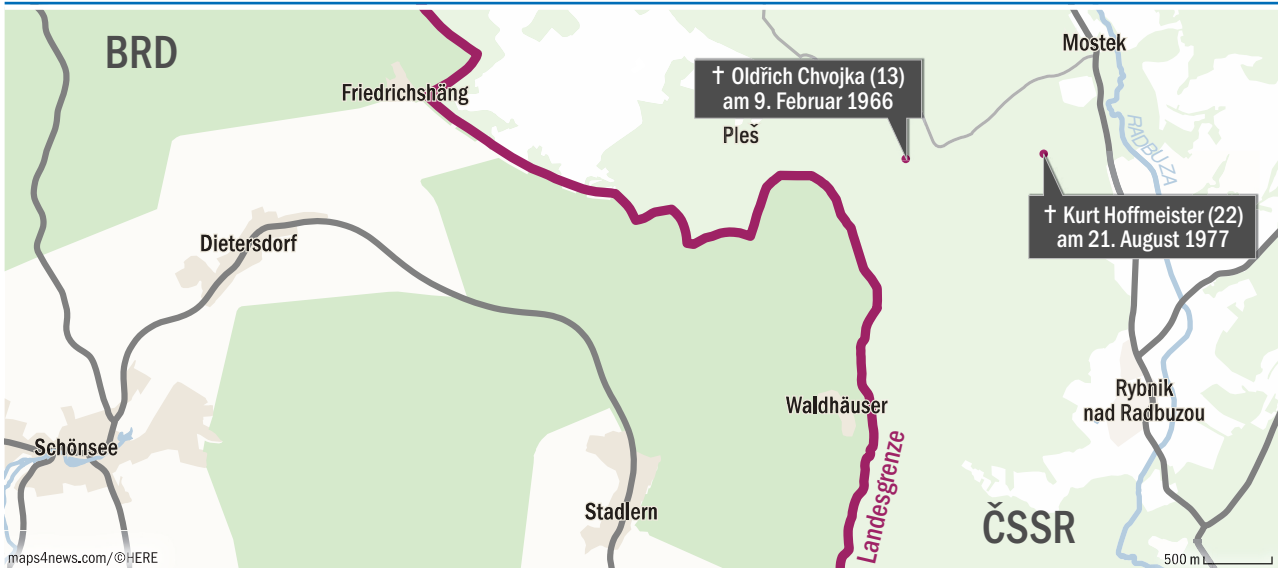 BRD
Mostek
† Oldřich Chvojka (13)
am 9. Februar 1966
Friedrichshäng
Pleš
RADBUZA
† Kurt Hoffmeister (22)
am 21. August 1977
Dietersdorf
Rybnik
nad Radbuzou
Waldhäuser
Schönsee
Landesgrenze
Stadlern
ČSSR
maps4news.com/©HERE
500 m